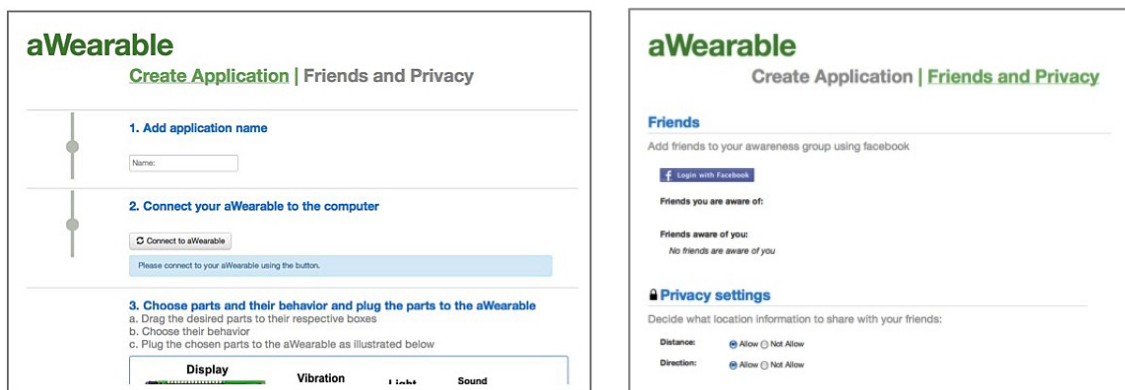 aWearable
Create Application | Friends and Privacy
1. Add application name
Name:
2. Connect your aWearable to the computer
Connect to aWearable
Please connect to your aWearable using the button.
3. Choose parts and their behavior and plug the parts to the aWearable
a. Drag the desired parts to their respective boxes
b. Choose their behavior
c. Plug the chosen parts to the aWearable as illustrated below
Display
Vibration
Light
Sound
aWearable
Create Application | Friends and Privacy
Friends
Add friends to your awareness group using facebook
f Login with Facebook
Friends you are aware of:
Friends aware of you:
No friends are aware of you
Privacy settings
Decide what location information to share with your friends:
Distance: Allow Not Allow
Direction: Allow Not Allow